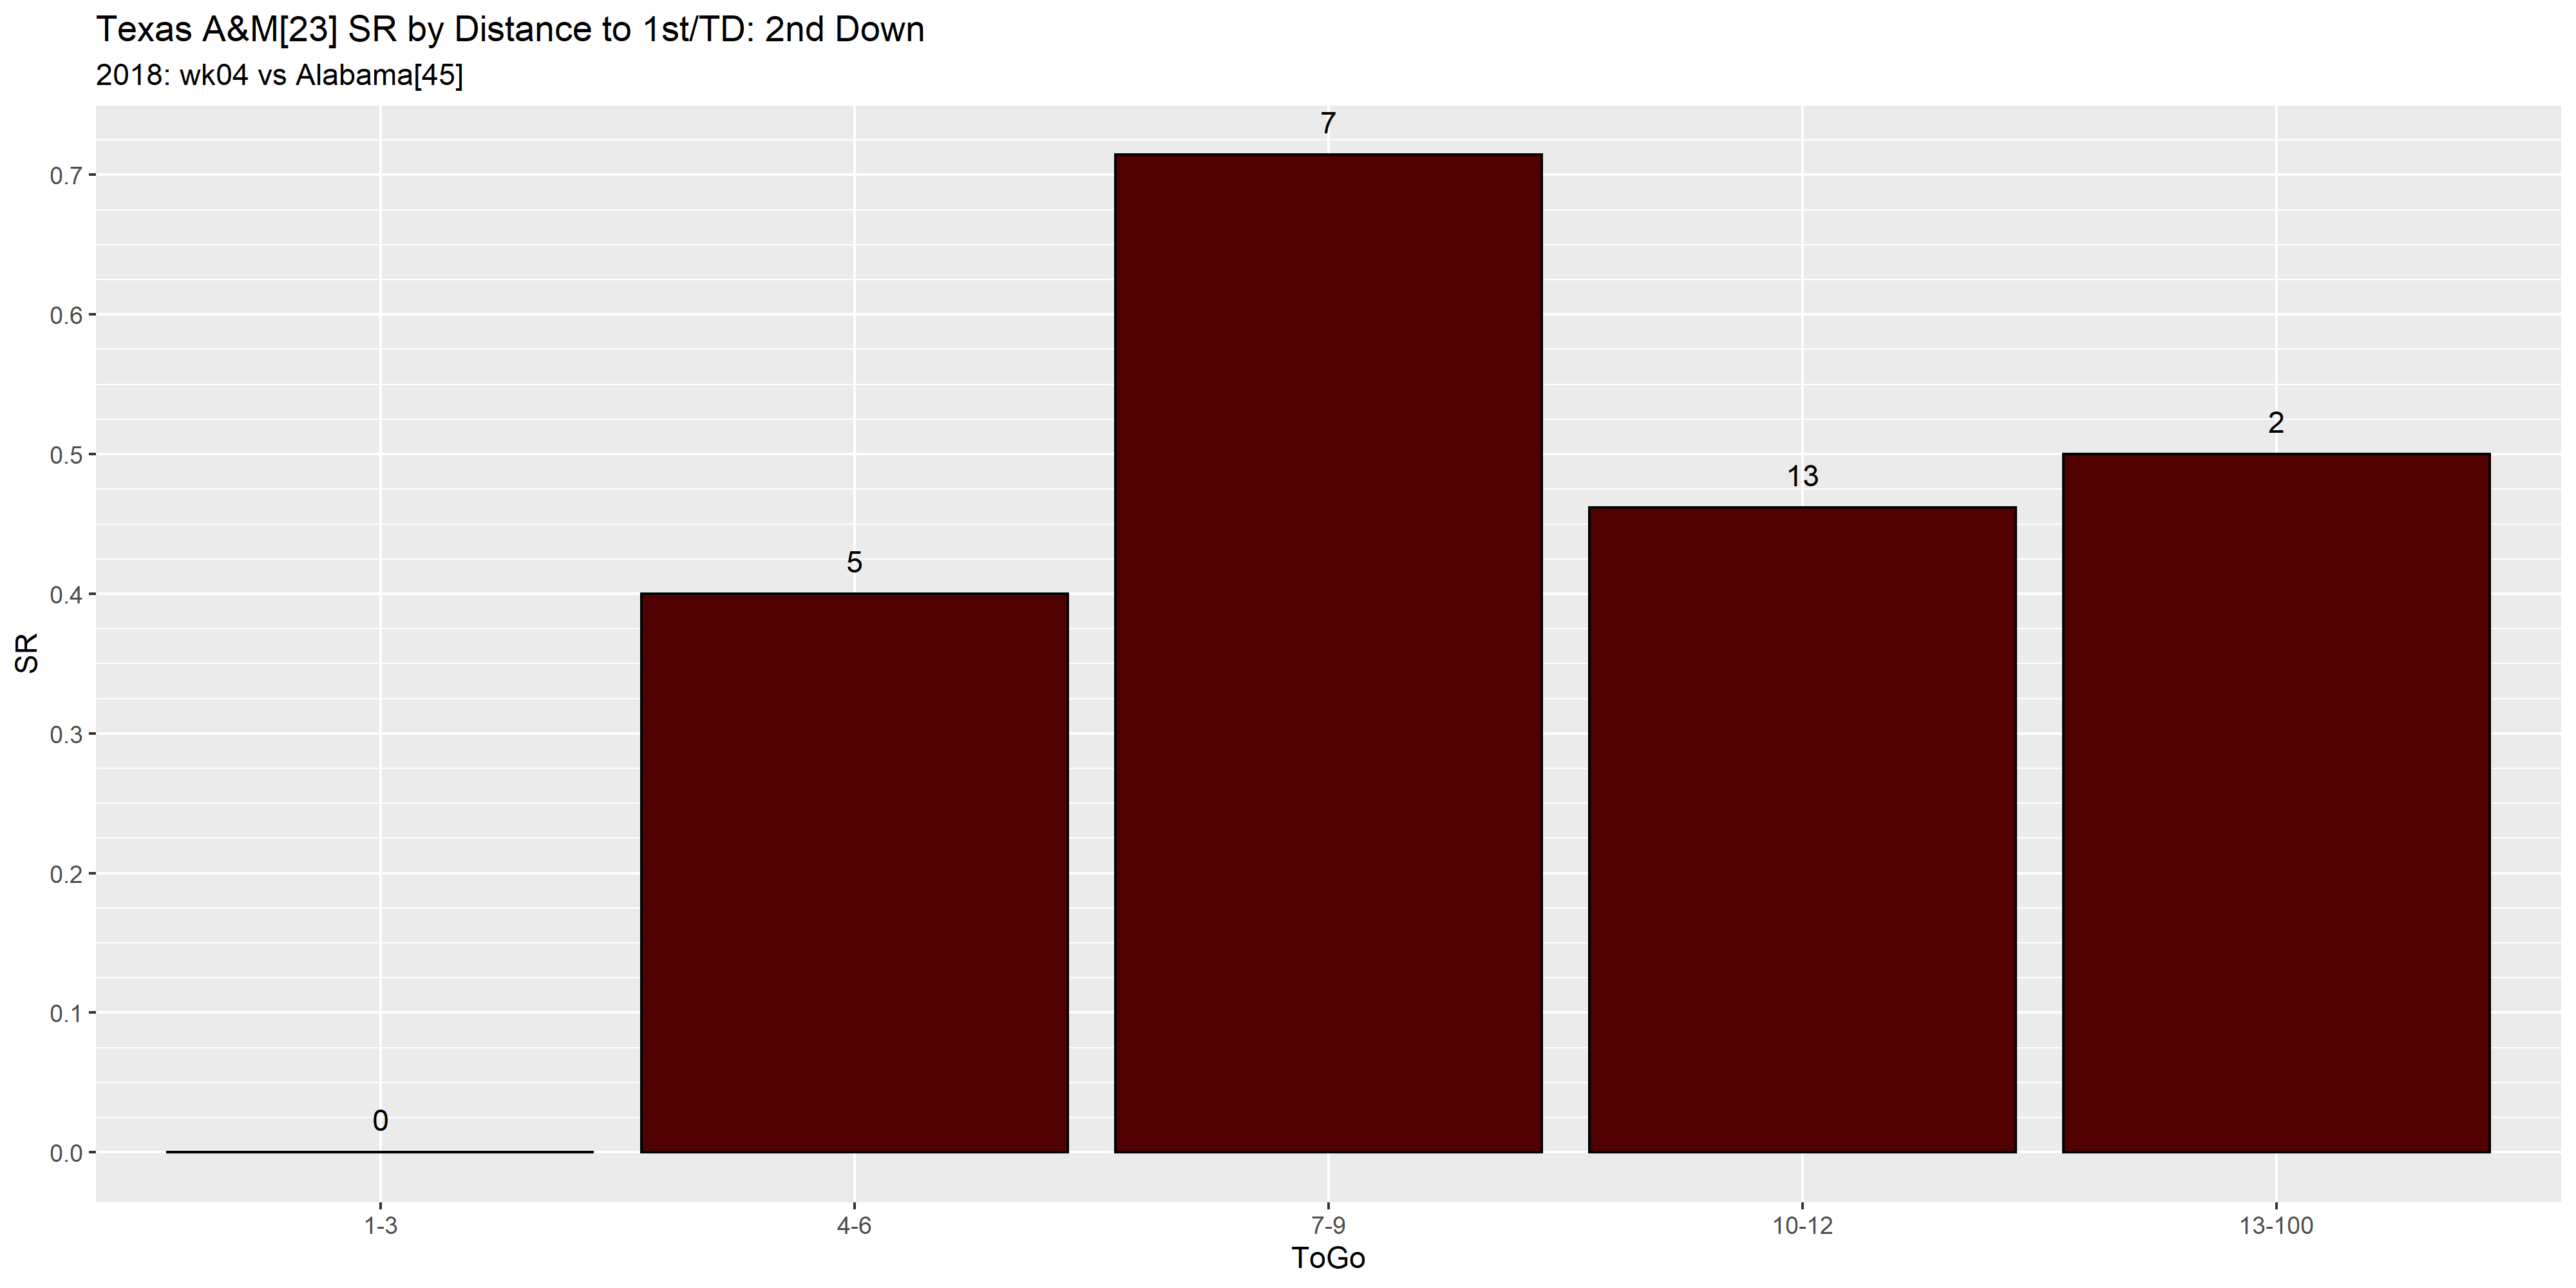 Texas A&M[23] SR by Distance to 1st/TD: 2nd Down
2018: wk04 vs Alabama[45]
7
0.7
0.6
2
0.5
13
5
0.4
SR
0.3
0.2
0.1
0
0.0
1-3 4-6 7-9 10-12 13-100
ToGo